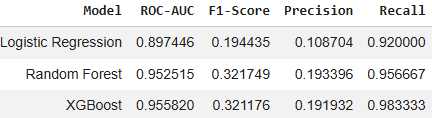 Model ROC-AUC F1-Score Precision Recall
Logistic Regression 0.897446 0.194435 0.108704 0.920000
Random Forest 0.952515 0.321749 0.193396 0.956667
XGBoost 0.955820 0.321176 0.191932 0.983333